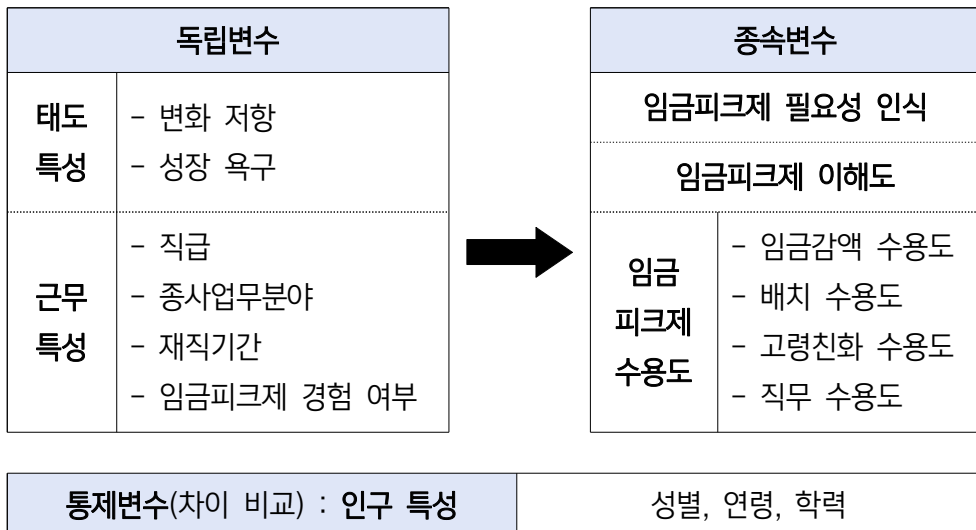 독립변수
태도
특성
- 변화 저항
- 성장 욕구
근무
특성
- 직급
- 종사업무분야
- 재직기간
- 임금피크제 경험 여부
종속변수
임금피크제 필요성 인식
임금피크제 이해도
임금
피크제
수용도
- 임금감액 수용도
- 배치 수용도
- 고령친화 수용도
- 직무 수용도
통제변수(차이 비교) : 인구 특성
성별, 연령, 학력